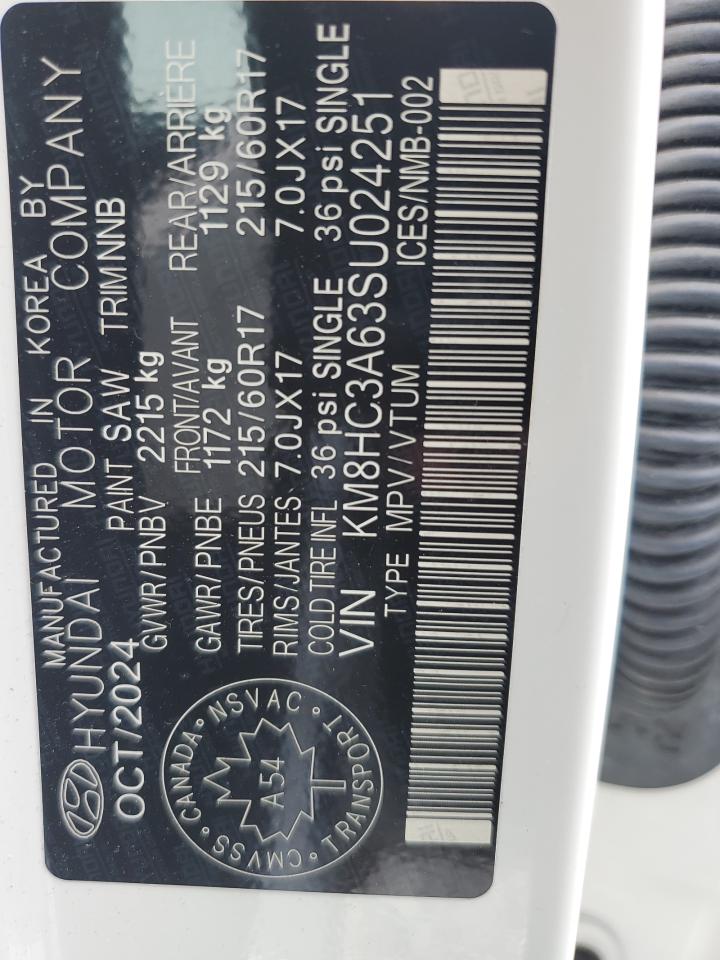 MANUFACTURED IN KOREA BY
HYUNDAI MOTOR COMPANY
OCT/2024 PAINT SAW TRIM NNB
GVWR/PNBV 2215 kg
FRONT/AVANT REAR/ARRIÈRE
GAWR/PNBE 1172 kg 1129 kg
TIRES/PNEUS 215/60R17 215/60R17
RIMS/JANTES 7.0JX17 7.0JX17
COLD TIRE INFL 36 psi SINGLE 36 psi SINGLE
VIN KM8HC3A63SU024251
TYPE MPV/VTUM ICES/NMB-002
CANADA · NSVAC · TRANSPORT · CMVSS ·
A54